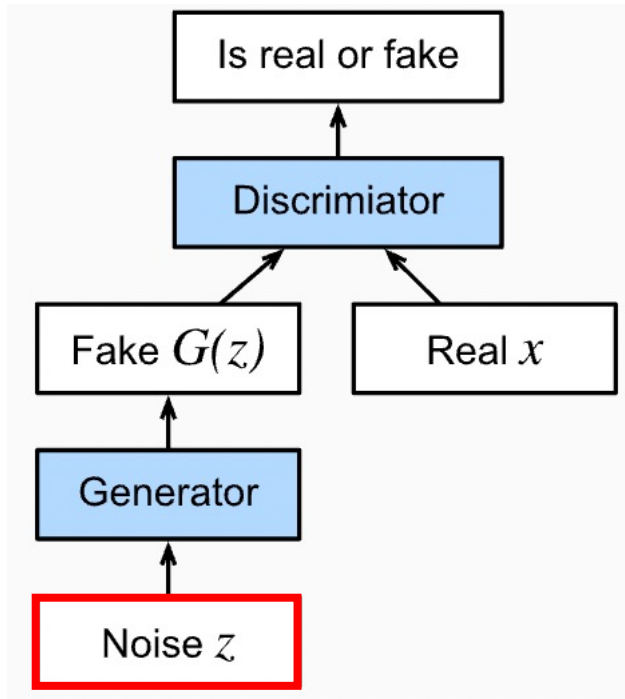 Is real or fake
Discrimiator
Fake G(z)
Real x
Generator
Noise z